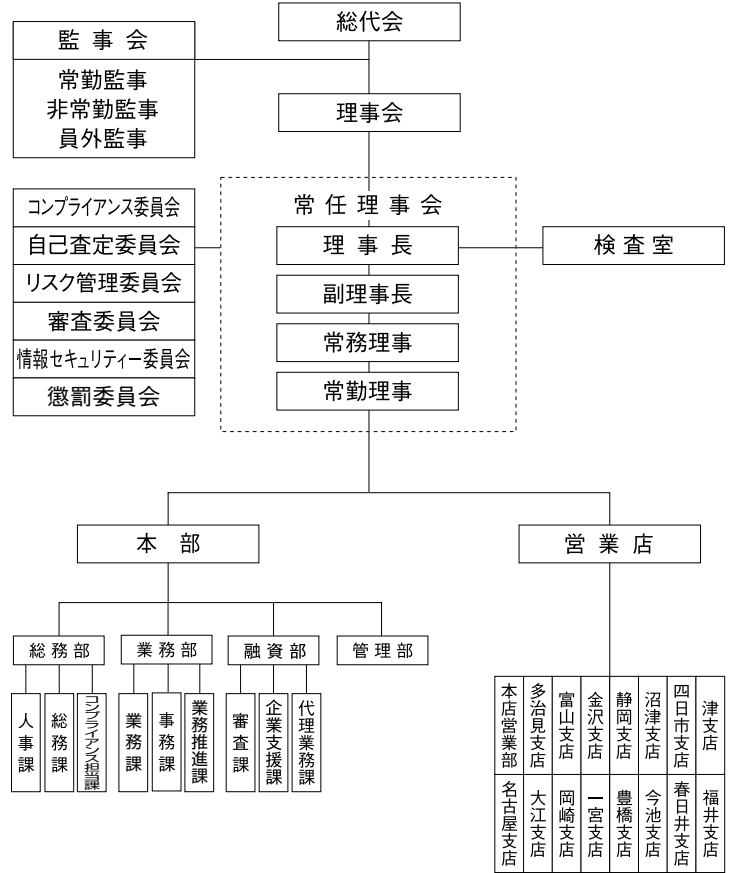 総代会
監事会
常勤監事
非常勤監事
員外監事
理事会
コンプライアンス委員会
自己査定委員会
リスク管理委員会
審査委員会
情報セキュリティー委員会
懲罰委員会
常任理事会
理事長
副理事長
常務理事
常勤理事
検査室
本部
営業店
総務部
業務部
融資部
管理部
人事課
総務課
コンプライアンス担当課
業務課
事務課
業務推進課
審査課
企業支援課
代理業務課
本店営業部
多治見支店
富山支店
金沢支店
静岡支店
沼津支店
四日市支店
津支店
名古屋支店
大江支店
岡崎支店
一宮支店
豊橋支店
今池支店
春日井支店
福井支店